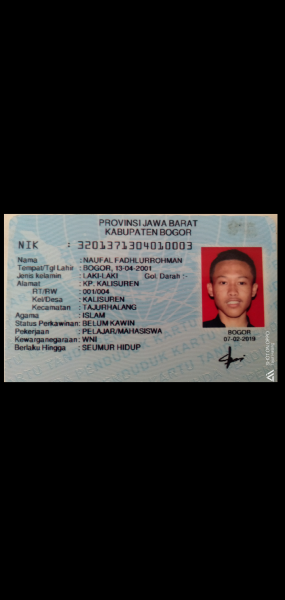 PROVINSI JAWA BARAT
KABUPATEN BOGOR
NIK : 3201371304010003
Nama : NAUFAL FADHLURROHMAN
Tempat/Tgl Lahir : BOGOR, 13-04-2001
Jenis kelamin : LAKI-LAKI Gol. Darah :-
Alamat : KP. KALISUREN
RT/RW : 001/004
Kel/Desa : KALISUREN
Kecamatan : TAJURHALANG
Agama : ISLAM
Status Perkawinan: BELUM KAWIN
Pekerjaan : PELAJAR/MAHASISWA
Kewarganegaraan: WNI
Berlaku Hingga : SEUMUR HIDUP
BOGOR
07-02-2019